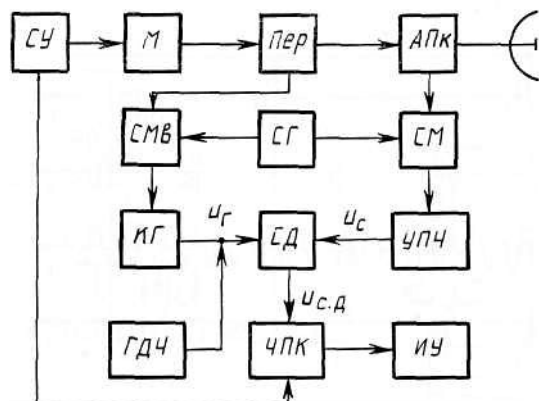 СУ М Пер АПк
СМв СГ СМ
КГ uг СД uс УПЧ
uс.д
ГДЧ ЧПК ИУ